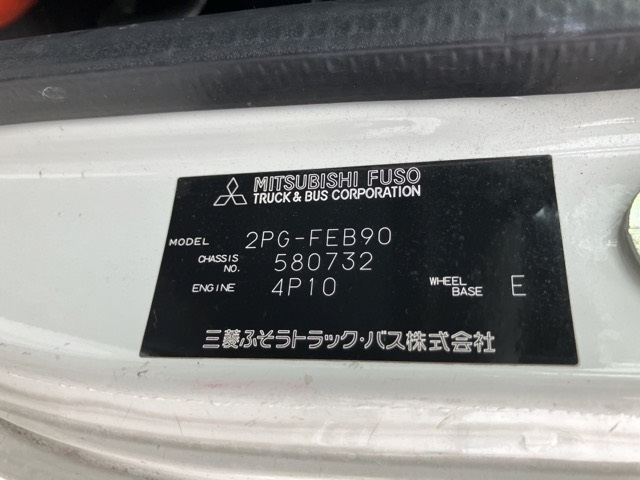 MITSUBISHI FUSO
TRUCK & BUS CORPORATION
MODEL 2PG-FEB90
CHASSIS NO. 580732
ENGINE 4P10 WHEEL BASE E
三菱ふそうトラック・バス株式会社